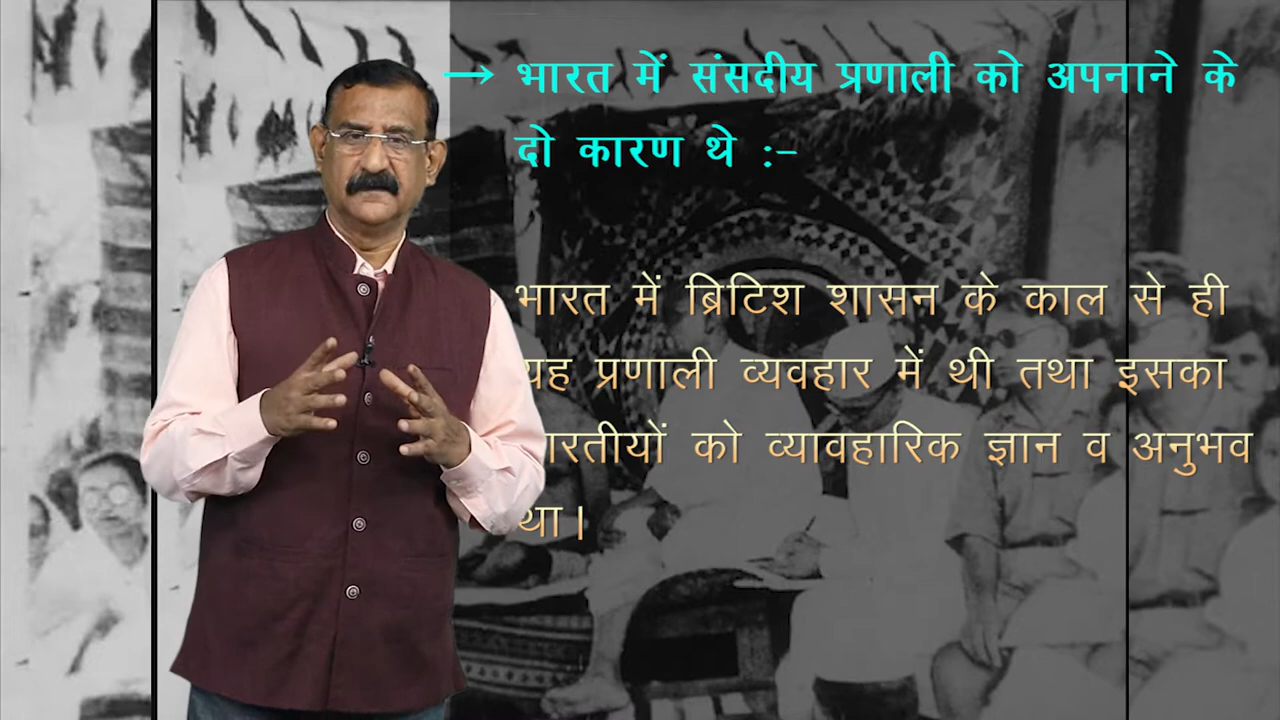 → भारत में संसदीय प्रणाली को अपनाने के
दो कारण थे :–
भारत में ब्रिटिश शासन के काल से ही
यह प्रणाली व्यवहार में थी तथा इसका
भारतीयों को व्यावहारिक ज्ञान व अनुभव
था।